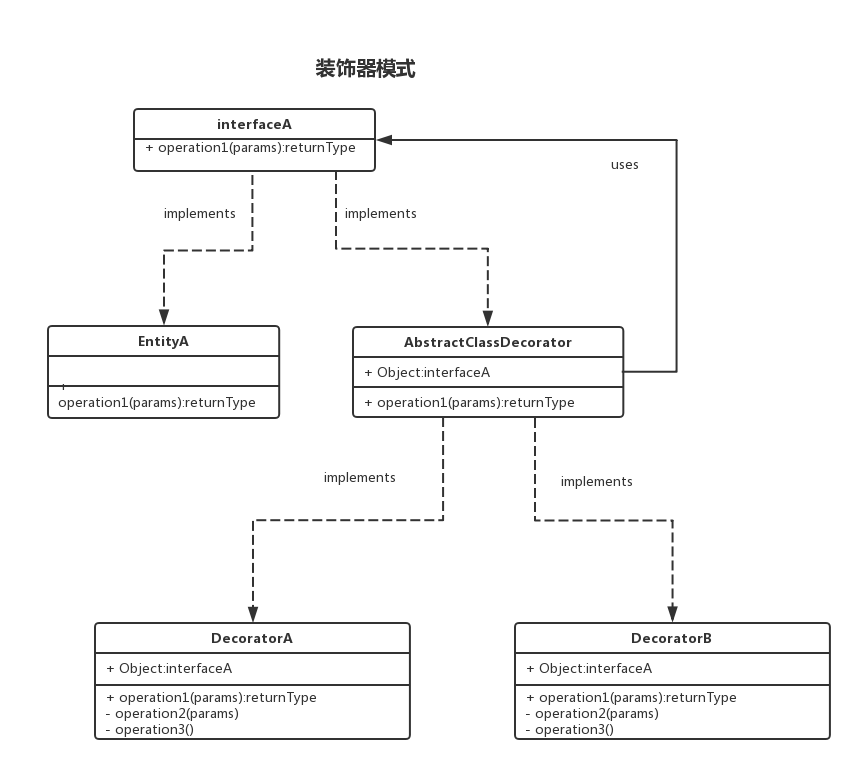 装饰器模式
interfaceA
+ operation1(params):returnType
uses
implements
implements
EntityA
+
operation1(params):returnType
AbstractClassDecorator
+ Object:interfaceA
+ operation1(params):returnType
implements
implements
DecoratorA
+ Object:interfaceA
+ operation1(params):returnType
- operation2(params)
- operation3()
DecoratorB
+ Object:interfaceA
+ operation1(params):returnType
- operation2(params)
- operation3()